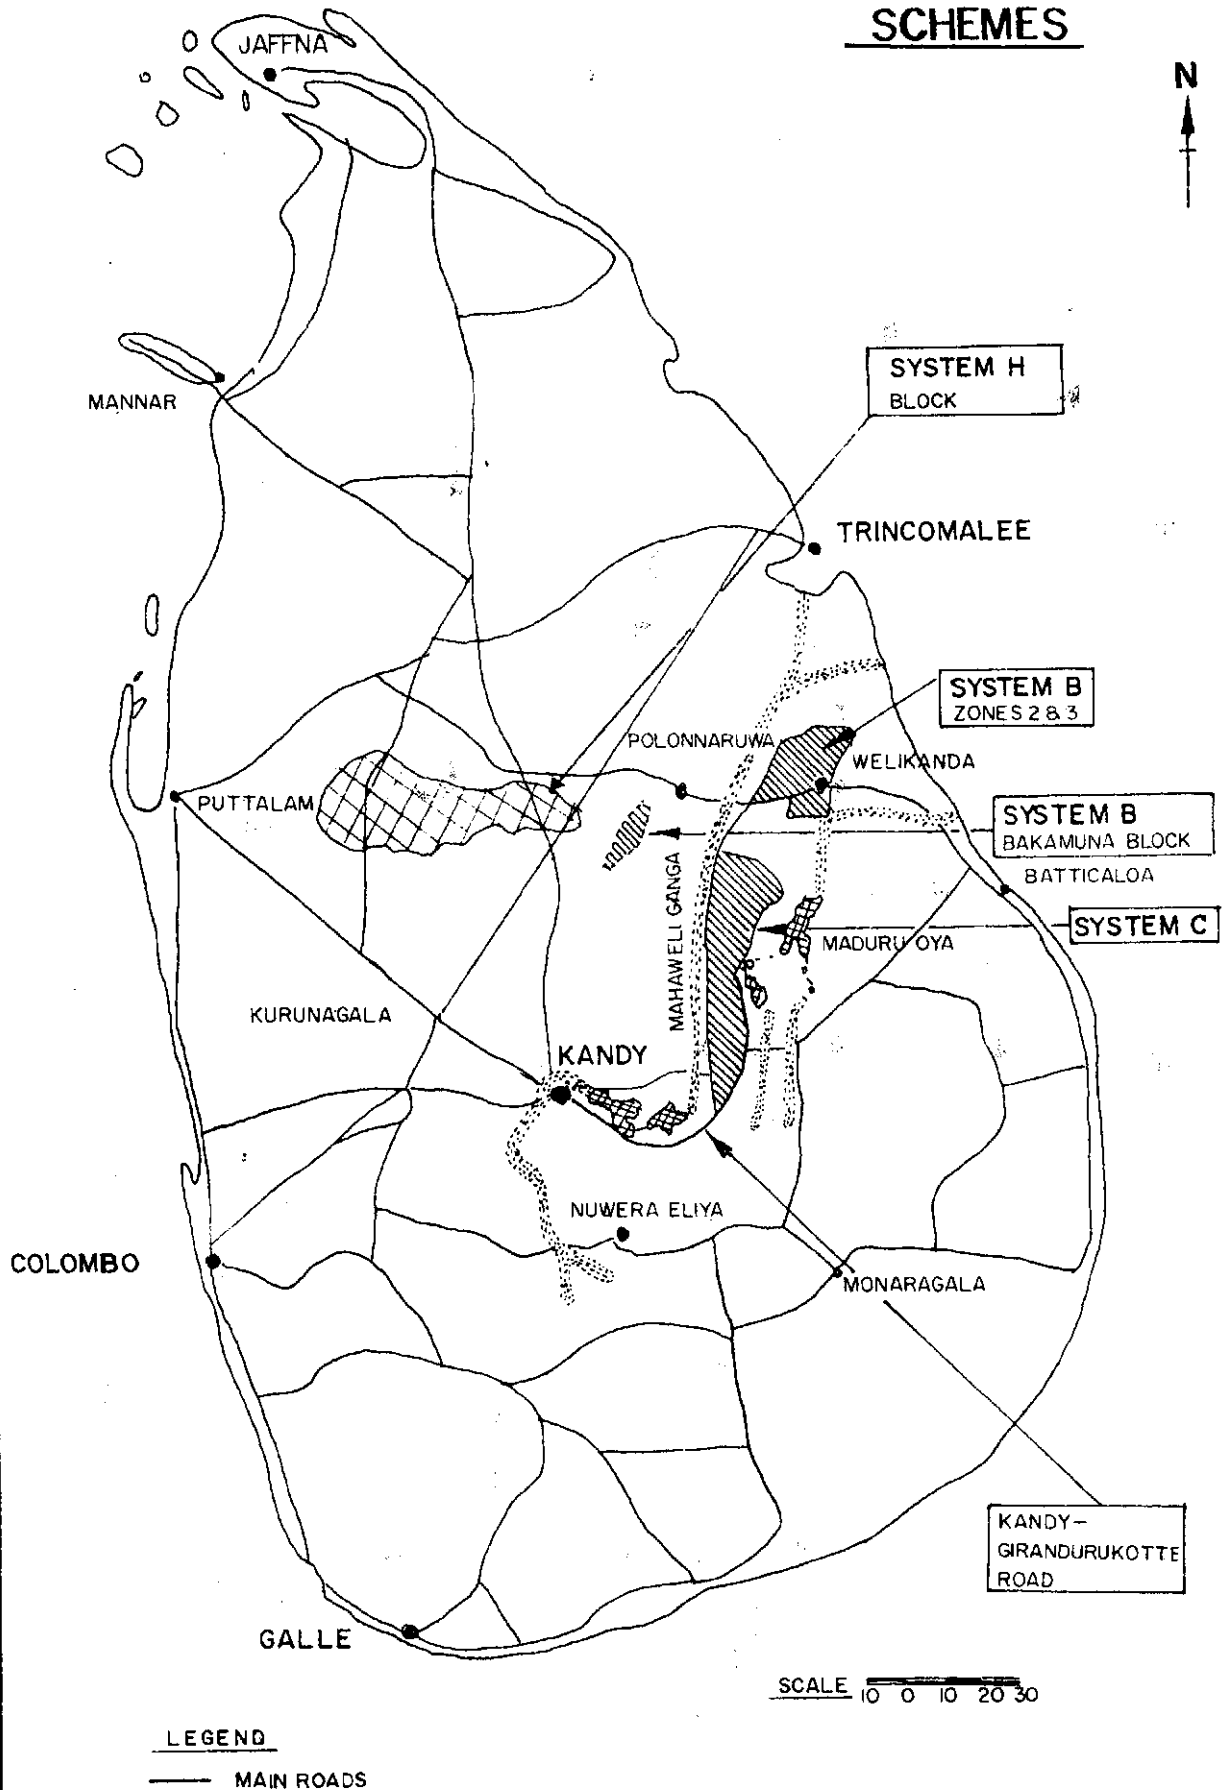 SCHEMES
N
JAFFNA
MANNAR
SYSTEM H
BLOCK
TRINCOMALEE
SYSTEM B
ZONES 2 & 3
POLONNARUWA
WELIKANDA
PUTTALAM
SYSTEM B
BAKAMUNA BLOCK
BATTICALOA
MAHAWELI GANGA
SYSTEM C
MADURU OYA
KURUNAGALA
KANDY
NUWERA ELIYA
COLOMBO
MONARAGALA
KANDY-
GIRANDURUKOTTE
ROAD
GALLE
SCALE 10 0 10 20 30
LEGEND
MAIN ROADS